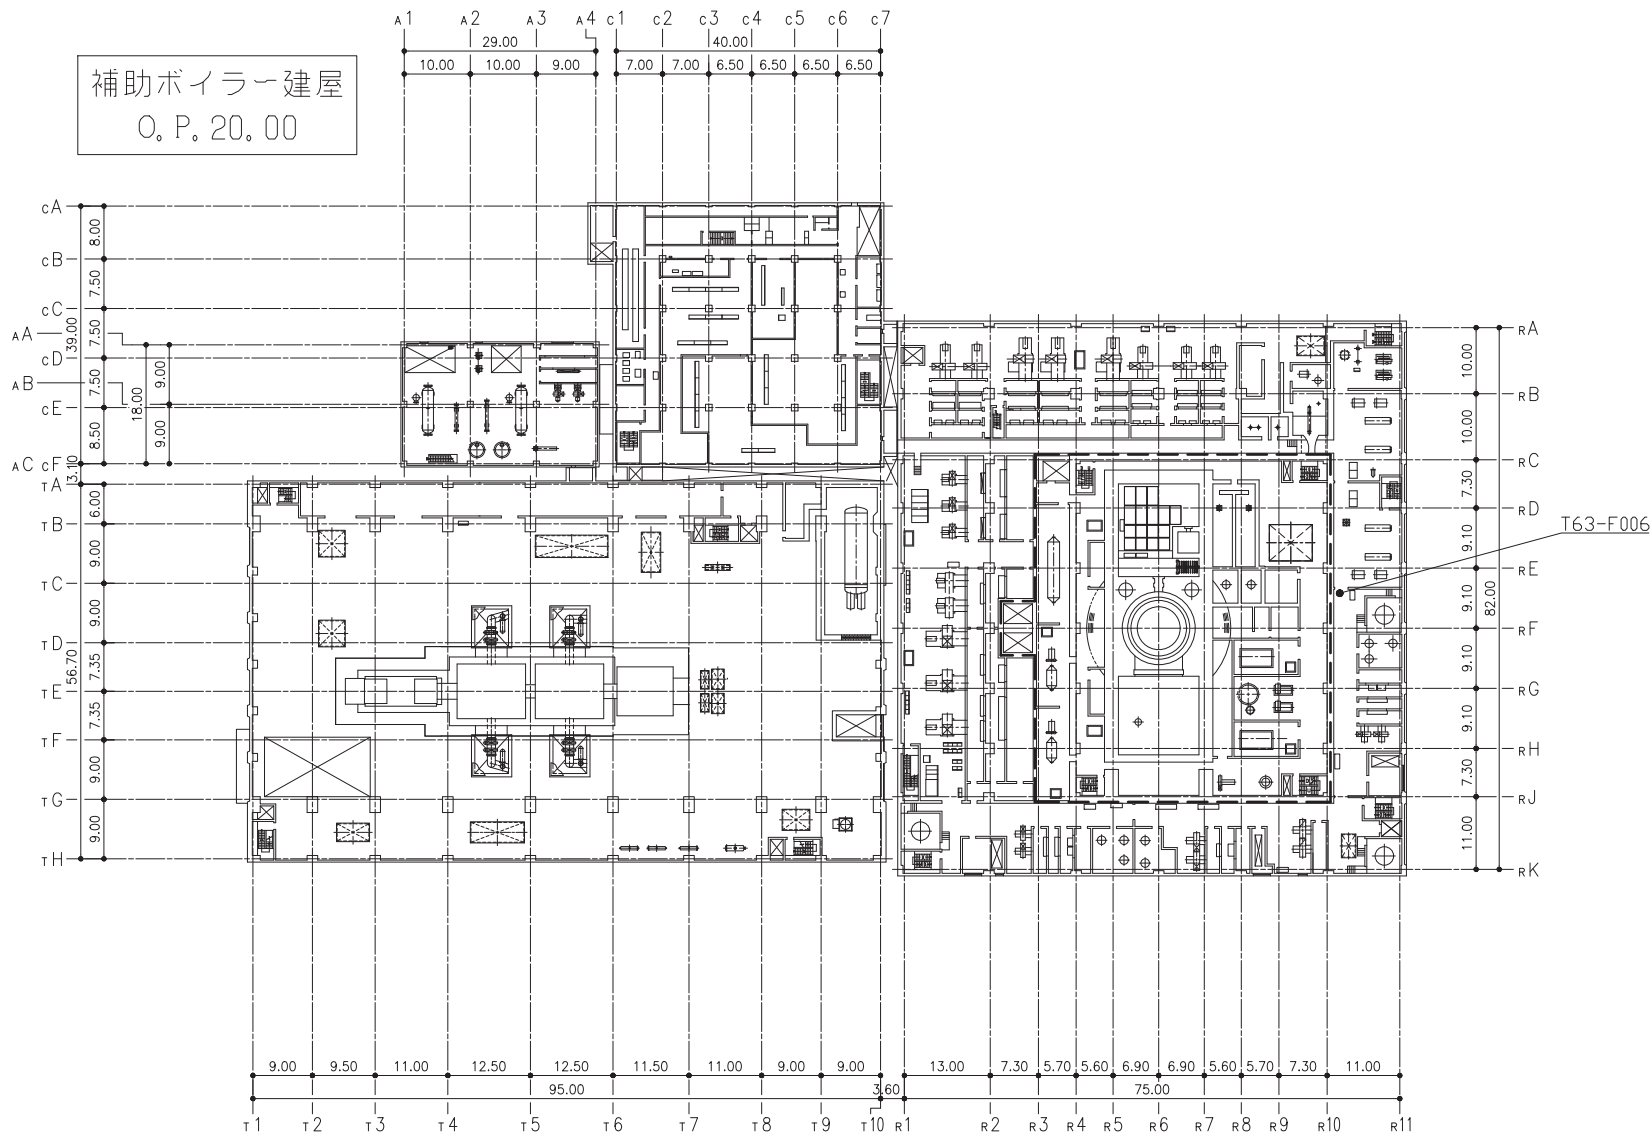 A1 A2 A3 A4 C1 C2 C3 C4 C5 C6 C7
29.00 40.00
10.00 10.00 9.00 7.00 7.00 6.50 6.50 6.50 6.50
補助ボイラー建屋
O.P.20.00
CA
8.00
CB
7.50
CC
AA 39.00 7.50
CD
AB 7.50 18.00 9.00
CE
8.50 9.00
AC CF
3.10
TA
6.00
TB
9.00
TC
9.00
TD
56.70 7.35
TE
7.35
TF
9.00
TG
9.00
TH
RA
10.00
RB
10.00
RC
7.30
RD
9.10
T63-F006
RE
9.10 82.00
RF
9.10
RG
9.10
RH
7.30
RJ
11.00
RK
9.00 9.50 11.00 12.50 12.50 11.50 11.00 9.00 9.00 13.00 7.30 5.70 5.60 6.90 6.90 5.60 5.70 7.30 11.00
95.00 3.60 75.00
T1 T2 T3 T4 T5 T6 T7 T8 T9 T10 R1 R2 R3 R4 R5 R6 R7 R8 R9 R10 R11